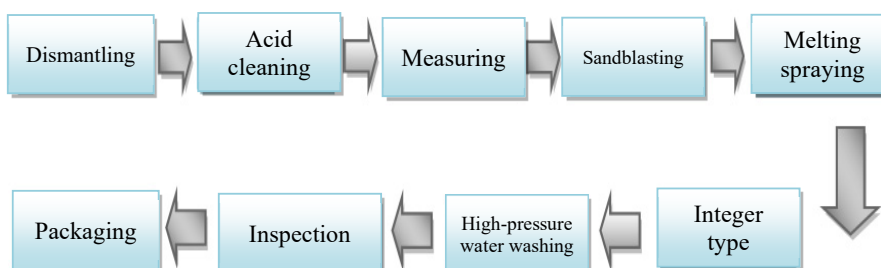 Dismantling
Acid
cleaning
Measuring
Sandblasting
Melting
spraying
Integer
type
High-pressure
water washing
Inspection
Packaging